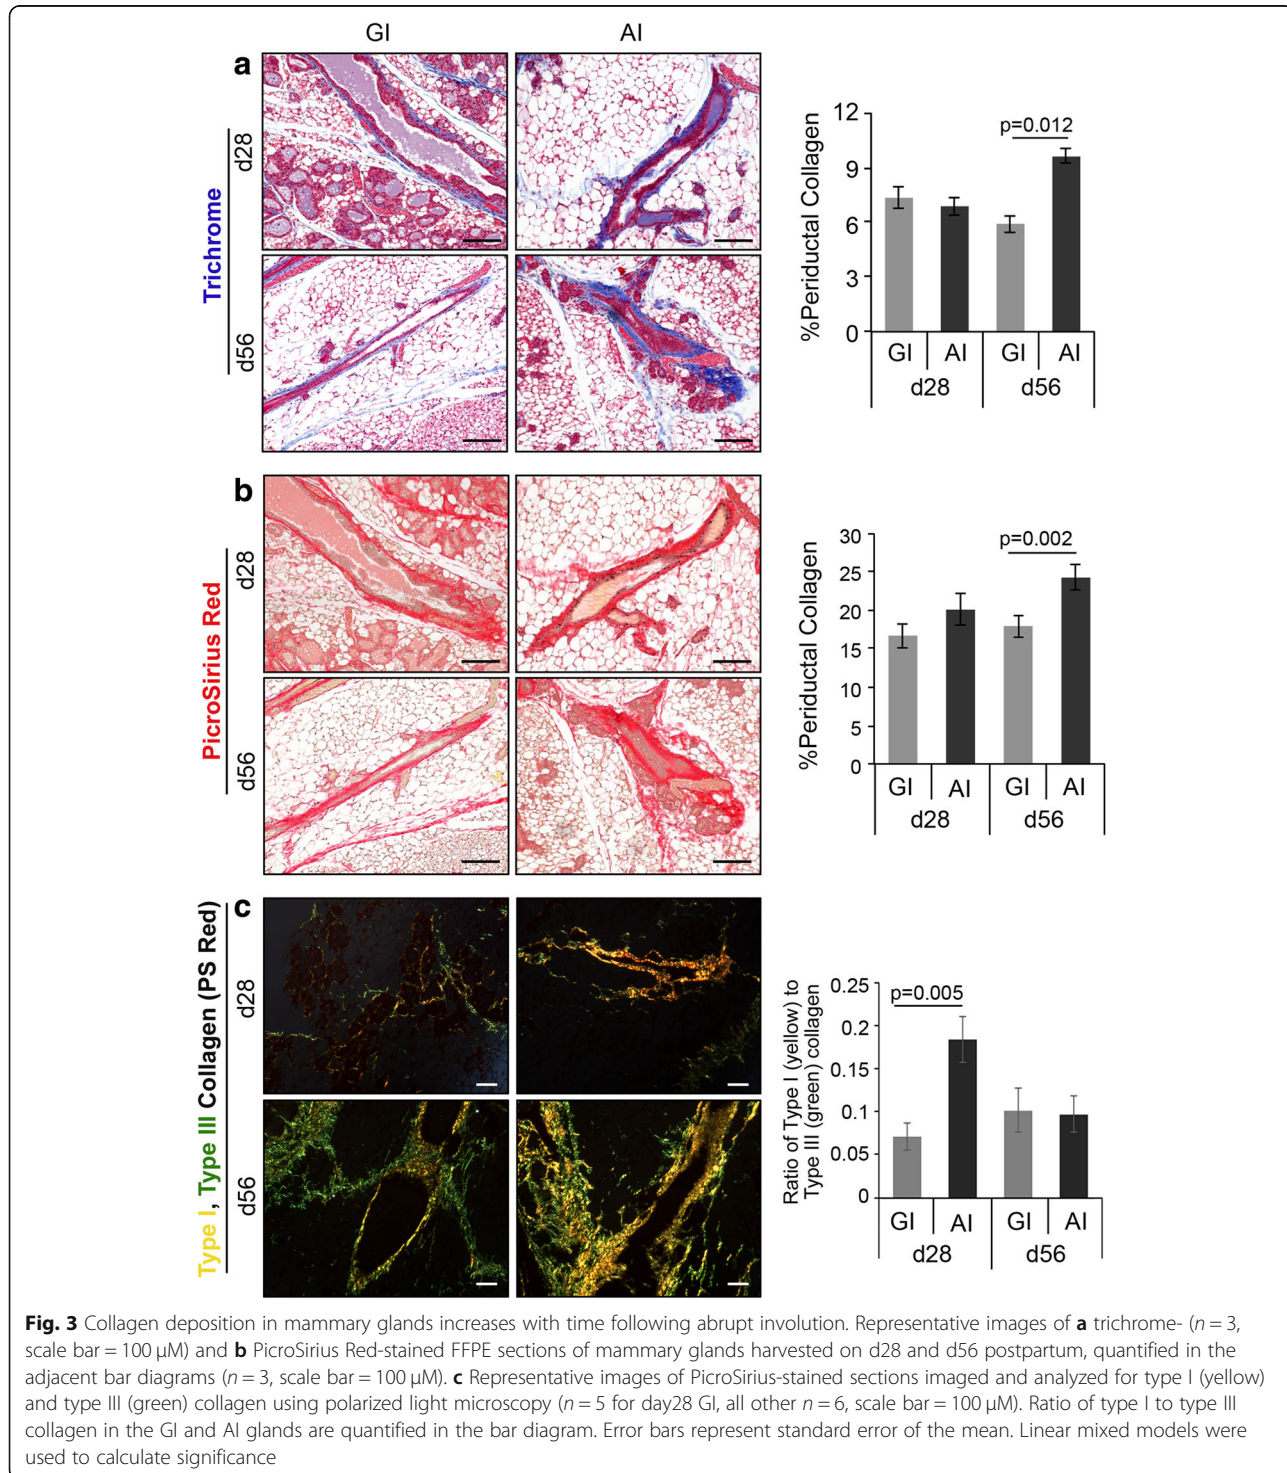 GI
AI
a
Trichrome
d28
d56
%Periductal Collagen
12
9
6
3
0
p=0.012
GI AI GI AI
d28 d56
b
PicroSirius Red
d28
d56
%Periductal Collagen
30
25
20
15
10
5
0
p=0.002
GI AI GI AI
d28 d56
c
Type I, Type III Collagen (PS Red)
d28
d56
Ratio of Type I (yellow) to
Type III (green) collagen
0.25
0.2
0.15
0.1
0.05
0
p=0.005
GI AI GI AI
d28 d56
Fig. 3 Collagen deposition in mammary glands increases with time following abrupt involution. Representative images of a trichrome- (n = 3,
scale bar = 100 μM) and b PicroSirius Red-stained FFPE sections of mammary glands harvested on d28 and d56 postpartum, quantified in the
adjacent bar diagrams (n = 3, scale bar = 100 μM). c Representative images of PicroSirius-stained sections imaged and analyzed for type I (yellow)
and type III (green) collagen using polarized light microscopy (n = 5 for day28 GI, all other n = 6, scale bar = 100 μM). Ratio of type I to type III
collagen in the GI and AI glands are quantified in the bar diagram. Error bars represent standard error of the mean. Linear mixed models were
used to calculate significance